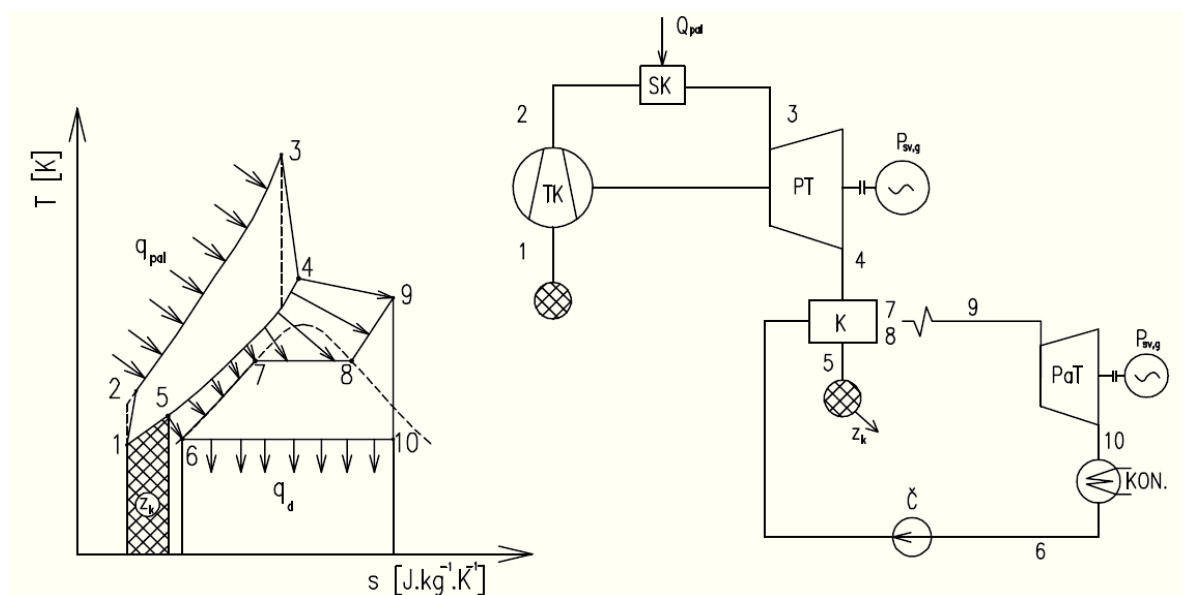 T [K]
q_pal
3
4
9
2
5
7
8
1
6
10
z_k
q_d
s [J.kg⁻¹.K⁻¹]
Q_pal
SK
2
3
P_sv,g
TK
PT
1
4
K
7
8
9
5
P_sv,g
PaT
z_k
10
KON.
Č
6